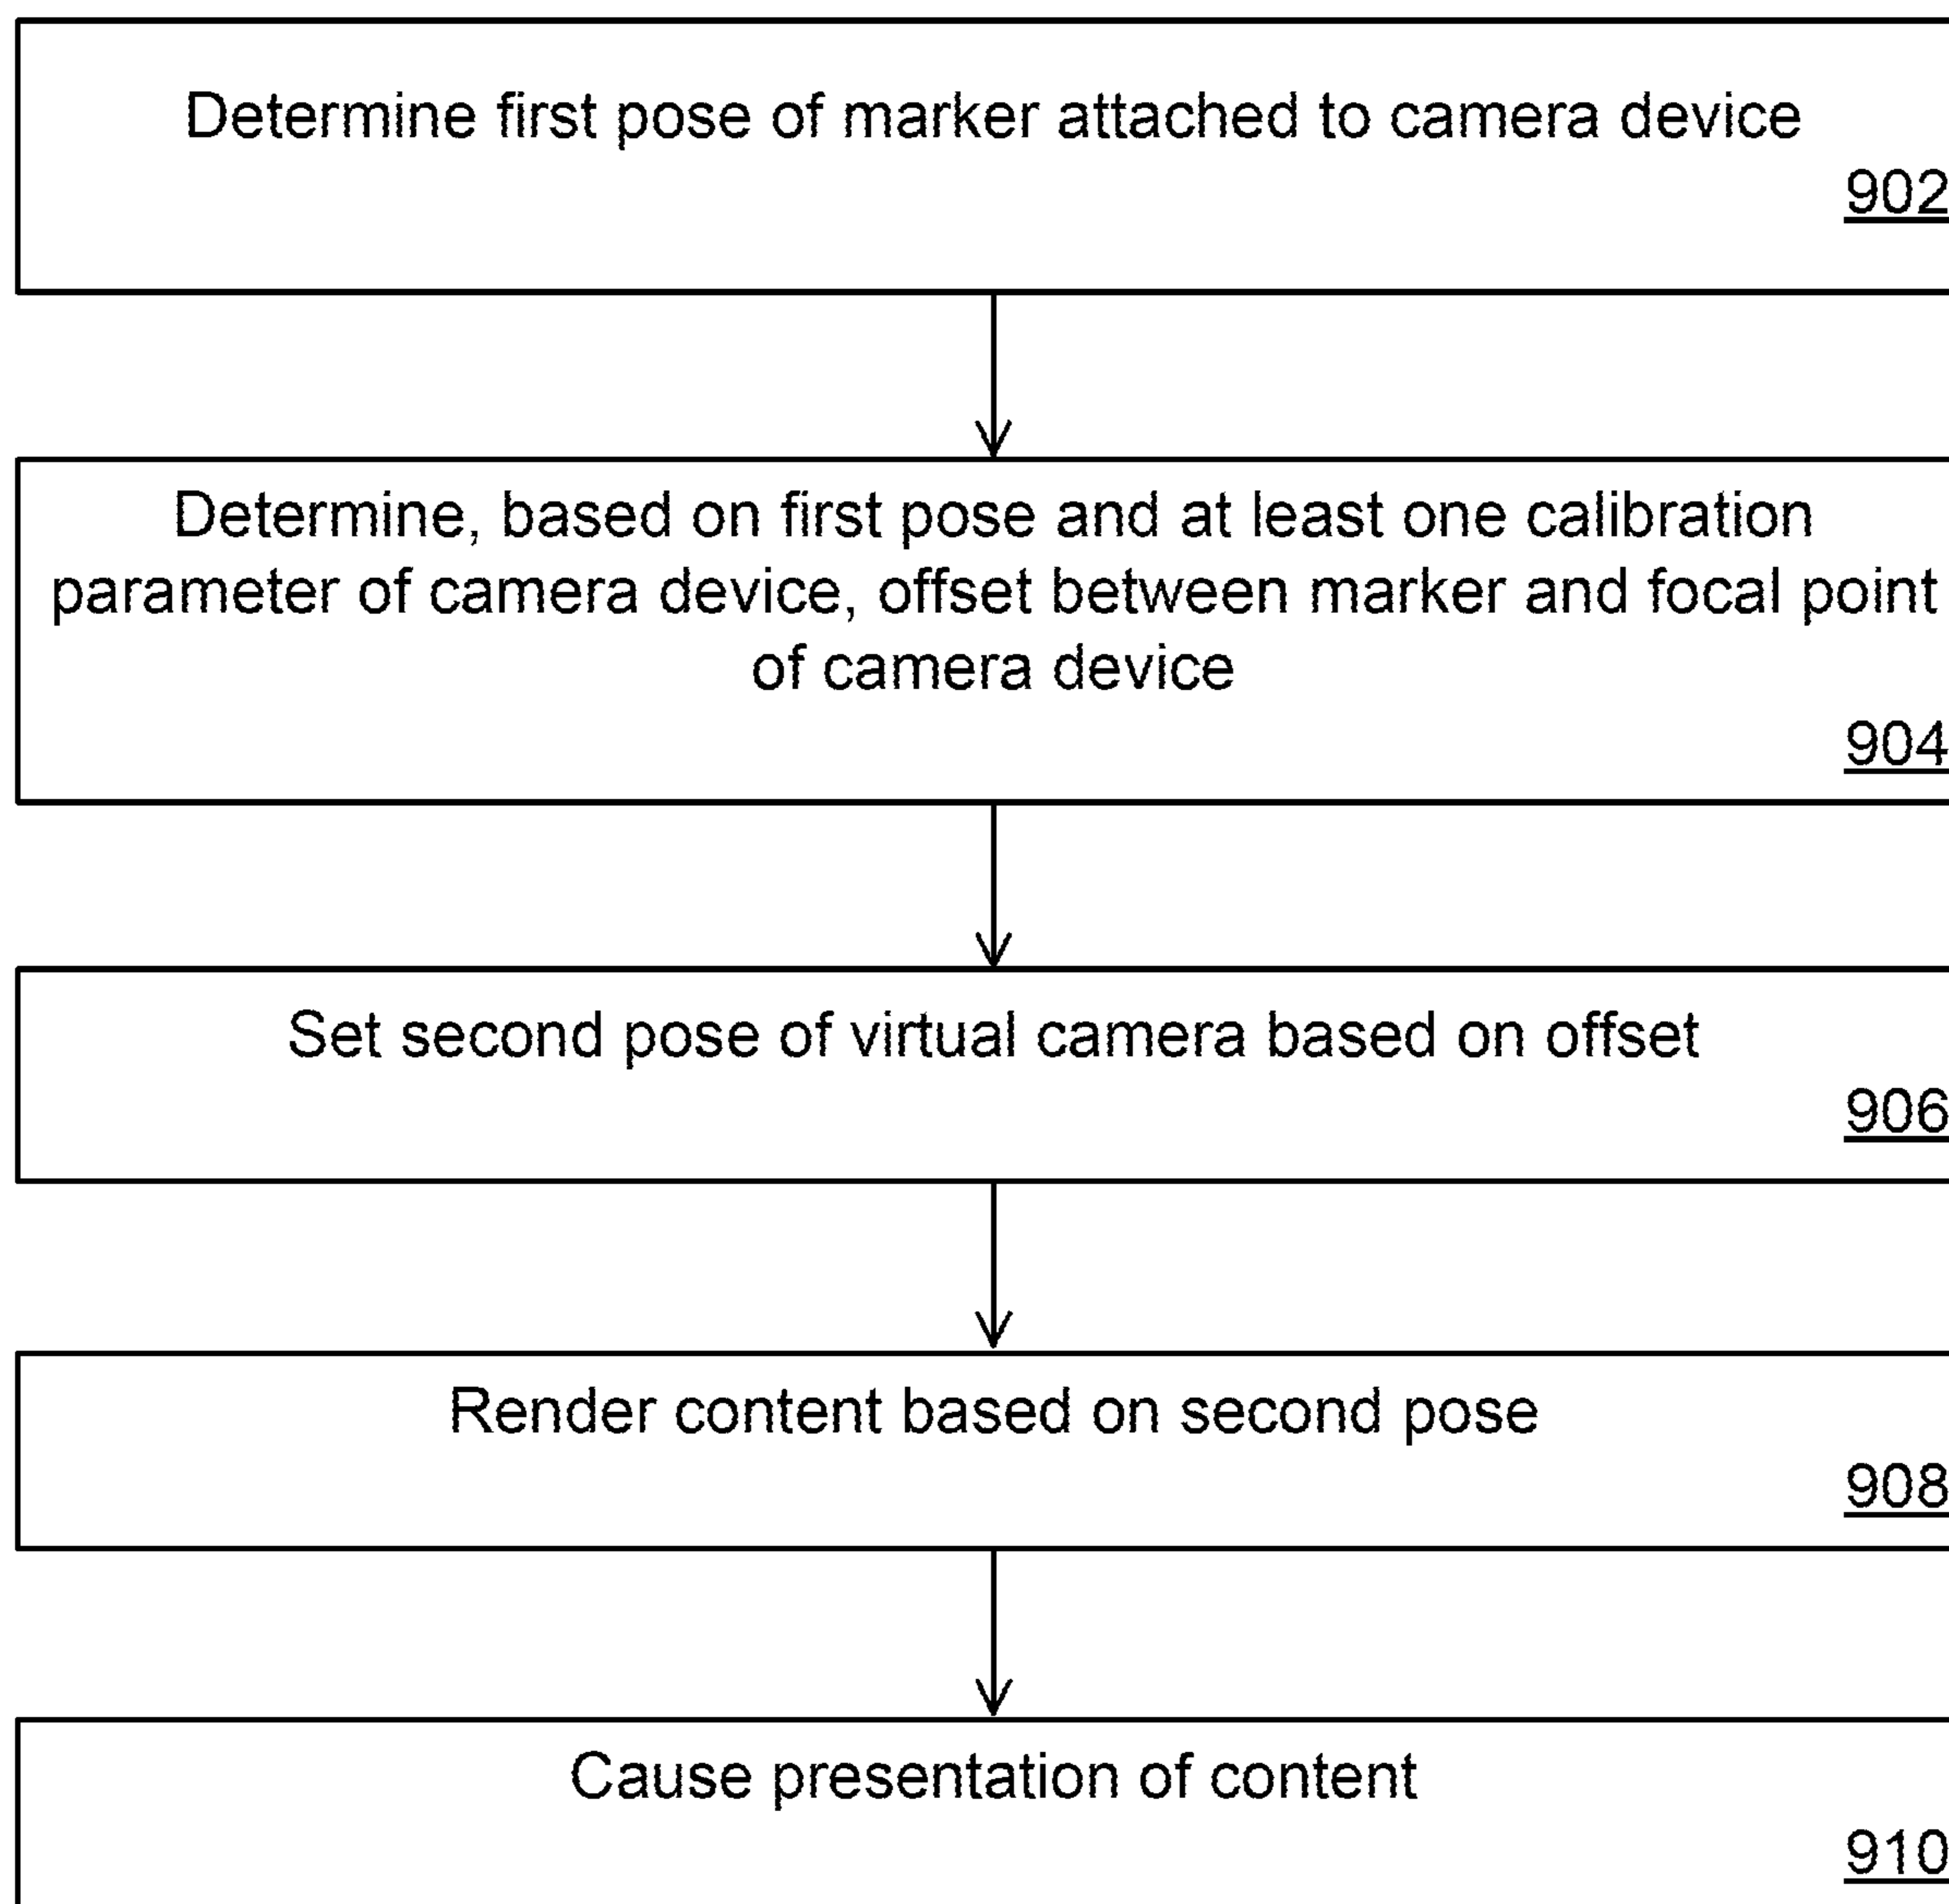 Determine first pose of marker attached to camera device
902
Determine, based on first pose and at least one calibration
parameter of camera device, offset between marker and focal point
of camera device
904
Set second pose of virtual camera based on offset
906
Render content based on second pose
908
Cause presentation of content
910